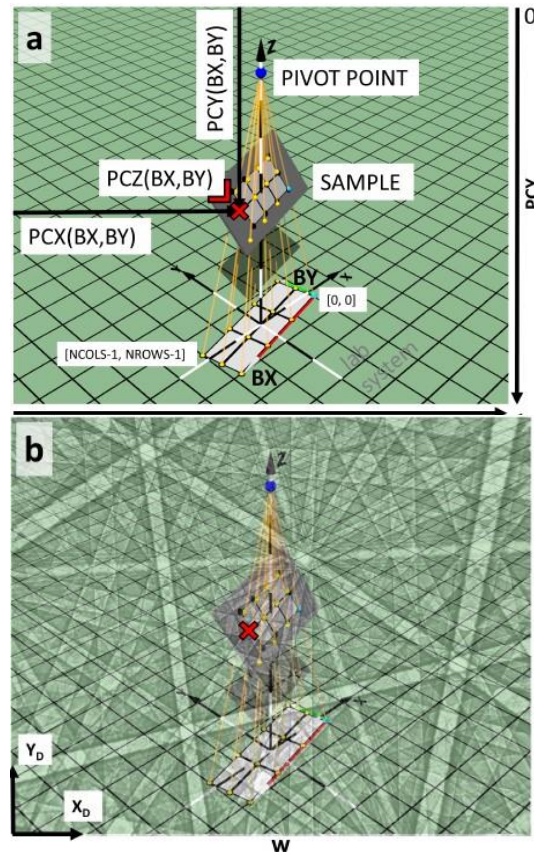 a
0
Z
PIVOT POINT
PCY(BX,BY)
PCZ(BX,BY)
SAMPLE
PCX(BX,BY)
PCY
Y
X
BY
[0, 0]
[NCOLS-1, NROWS-1]
BX
lab
system
b
Z
Y
X
Y_D
X_D
W